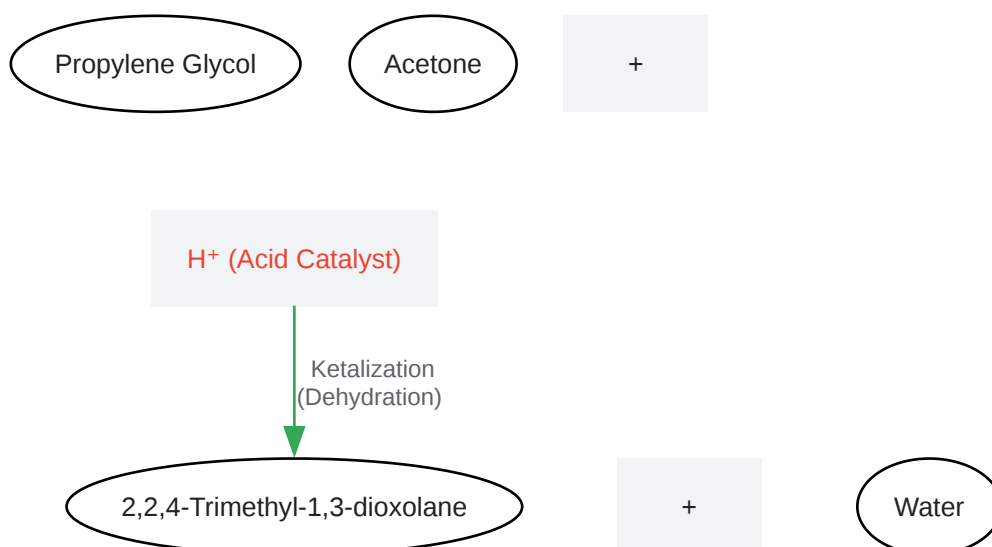 Propylene Glycol
Acetone
+
H⁺ (Acid Catalyst)
Ketalization
(Dehydration)
2,2,4-Trimethyl-1,3-dioxolane
+
Water